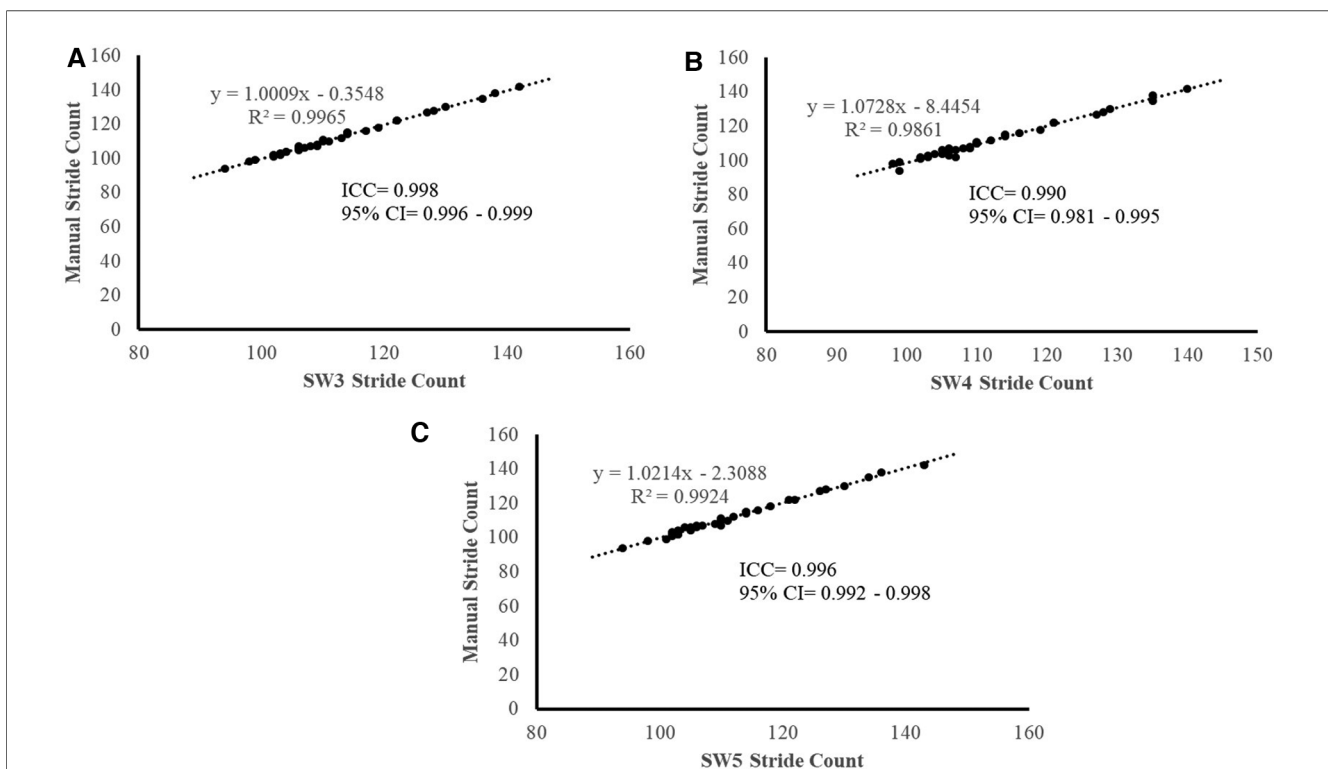 A
160
140
120
100
80
60
40
20
0
Manual Stride Count
y = 1.0009x - 0.3548
R² = 0.9965
ICC= 0.998
95% CI= 0.996 - 0.999
80 100 120 140 160
SW3 Stride Count
B
160
140
120
100
80
60
40
20
0
Manual Stride Count
y = 1.0728x - 8.4454
R² = 0.9861
ICC= 0.990
95% CI= 0.981 - 0.995
80 90 100 110 120 130 140 150
SW4 Stride Count
C
160
140
120
100
80
60
40
20
0
Manual Stride Count
y = 1.0214x - 2.3088
R² = 0.9924
ICC= 0.996
95% CI= 0.992 - 0.998
80 100 120 140 160
SW5 Stride Count